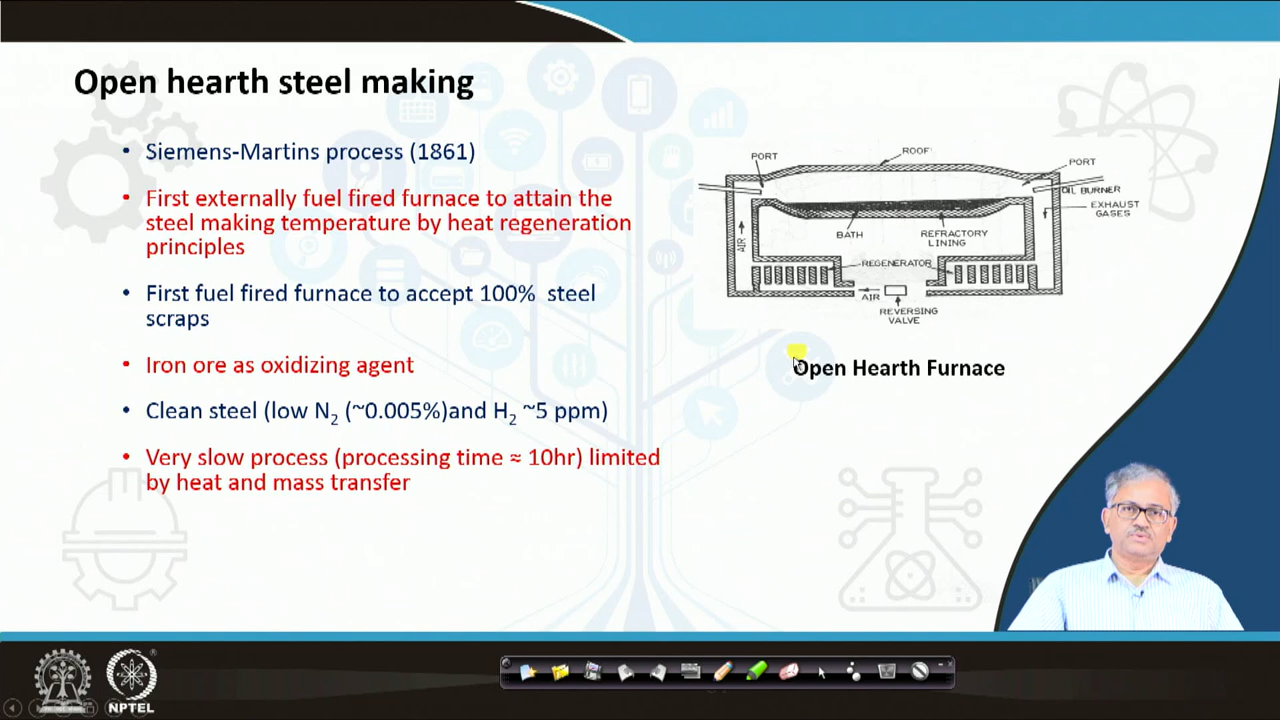 Open hearth steel making
• Siemens-Martins process (1861)
• First externally fuel fired furnace to attain the
steel making temperature by heat regeneration
principles
• First fuel fired furnace to accept 100% steel
scraps
• Iron ore as oxidizing agent
• Clean steel (low N2 (~0.005%)and H2 ~5 ppm)
• Very slow process (processing time ≈ 10hr) limited
by heat and mass transfer
PORT
ROOF
PORT
OIL BURNER
EXHAUST
GASES
AIR
BATH
REFRACTORY
LINING
REGENERATOR
AIR
REVERSING
VALVE
Open Hearth Furnace
NPTEL